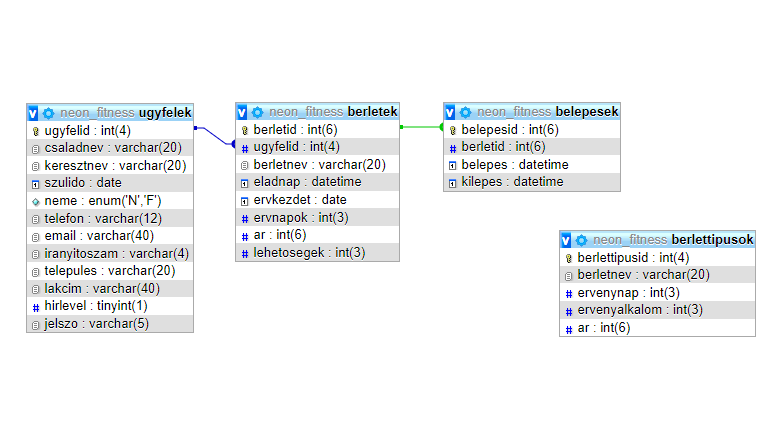 neon_fitness ugyfelek
ugyfelid : int(4)
csaladnev : varchar(20)
keresztnev : varchar(20)
szulido : date
neme : enum('N','F')
telefon : varchar(12)
email : varchar(40)
iranyitoszam : varchar(4)
telepules : varchar(20)
lakcim : varchar(40)
hirlevel : tinyint(1)
jelszo : varchar(5)
neon_fitness berletek
berletid : int(6)
ugyfelid : int(4)
berletnev : varchar(20)
eladnap : datetime
ervkezdet : date
ervnapok : int(3)
ar : int(6)
lehetosegek : int(3)
neon_fitness belepesek
belepesid : int(6)
berletid : int(6)
belepes : datetime
kilepes : datetime
neon_fitness berlettipusok
berlettipusid : int(4)
berletnev : varchar(20)
ervenynap : int(3)
ervenyalkalom : int(3)
ar : int(6)